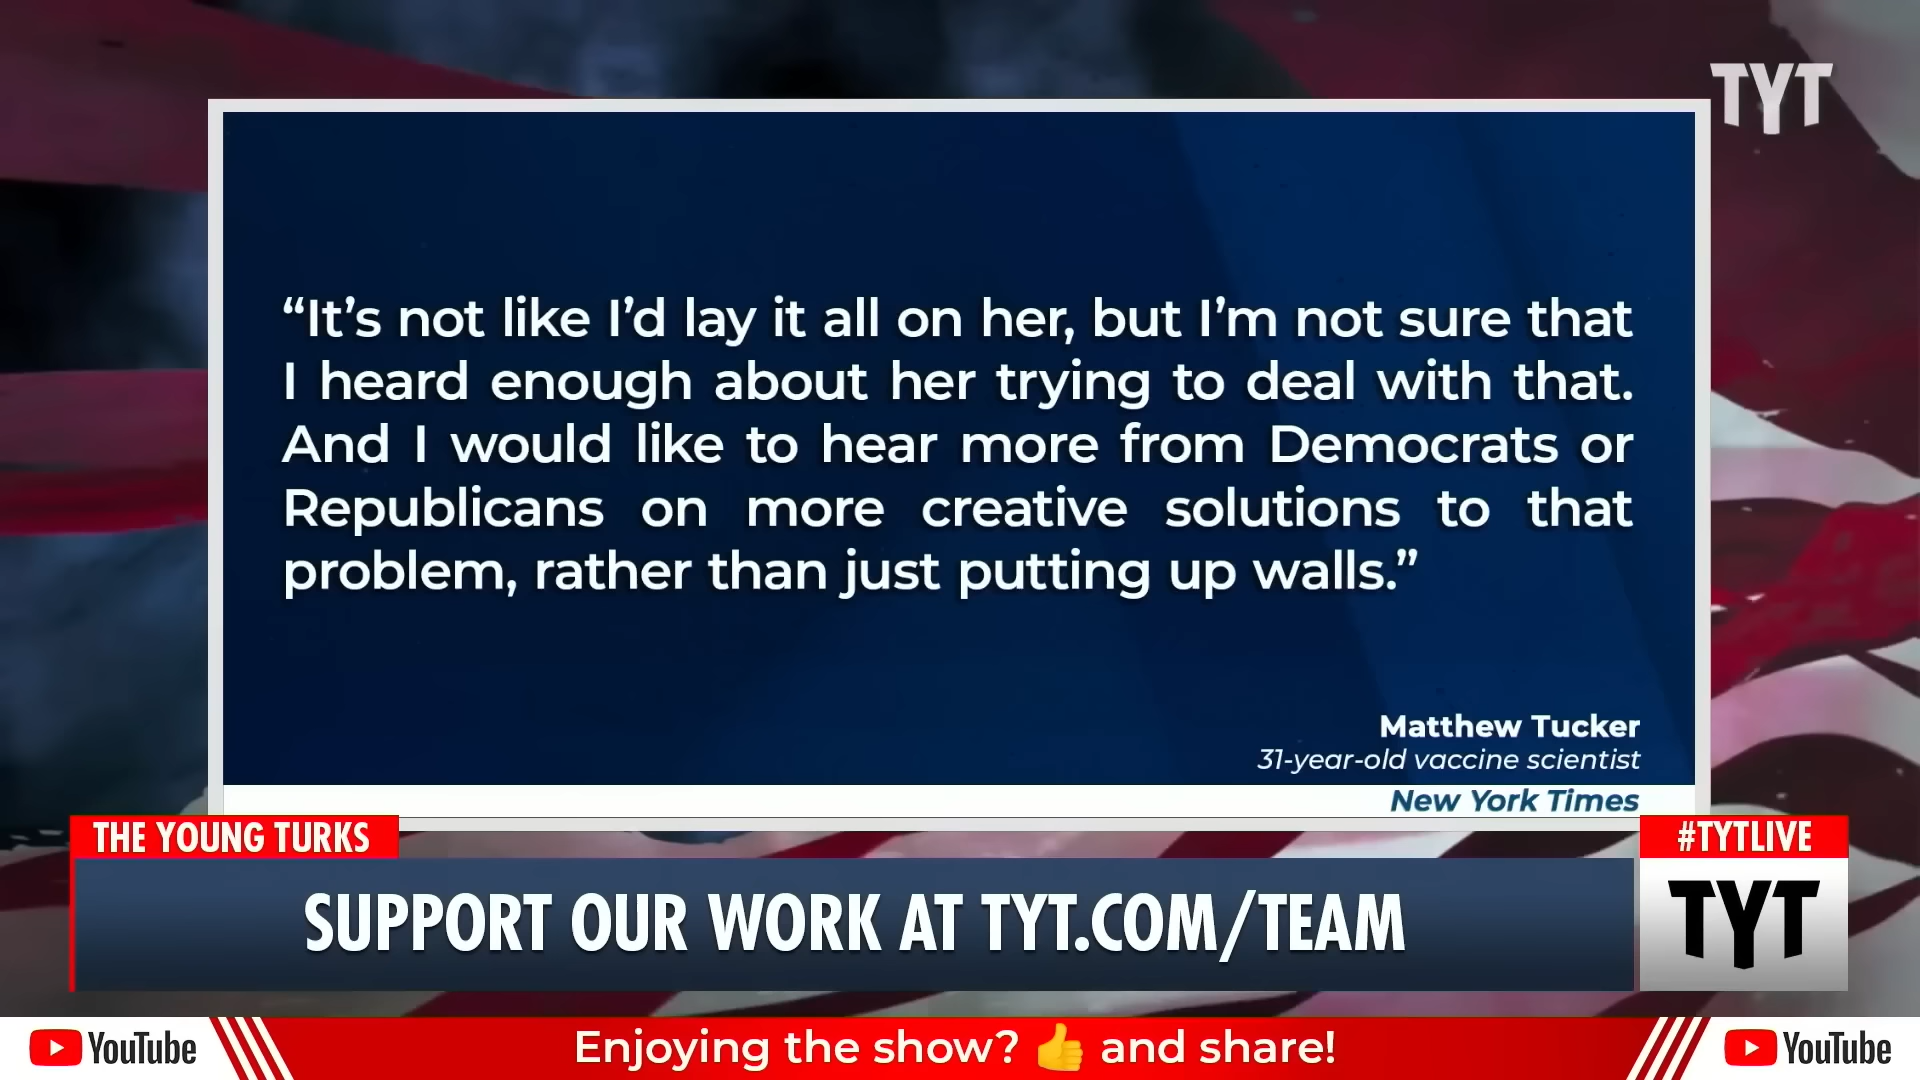 TYT
“It’s not like I’d lay it all on her, but I’m not sure that
I heard enough about her trying to deal with that.
And I would like to hear more from Democrats or
Republicans on more creative solutions to that
problem, rather than just putting up walls.”
Matthew Tucker
31-year-old vaccine scientist
New York Times
THE YOUNG TURKS
#TYTLIVE
SUPPORT OUR WORK AT TYT.COM/TEAM
TYT
YouTube
Enjoying the show? 👍 and share!
YouTube